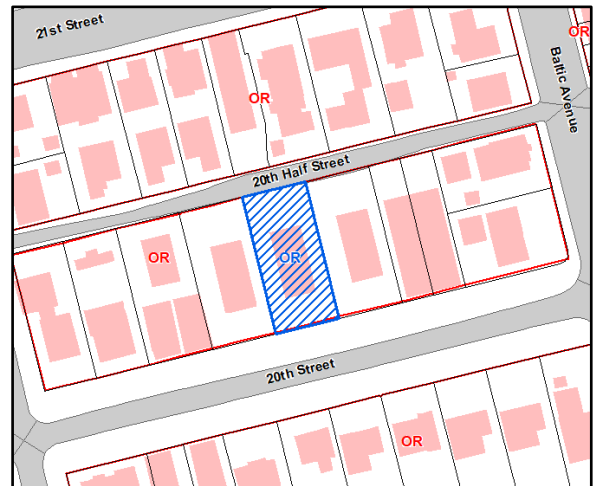 21st Street
OR
Baltic Avenue
OR
20th Half Street
OR
OR
20th Street
OR